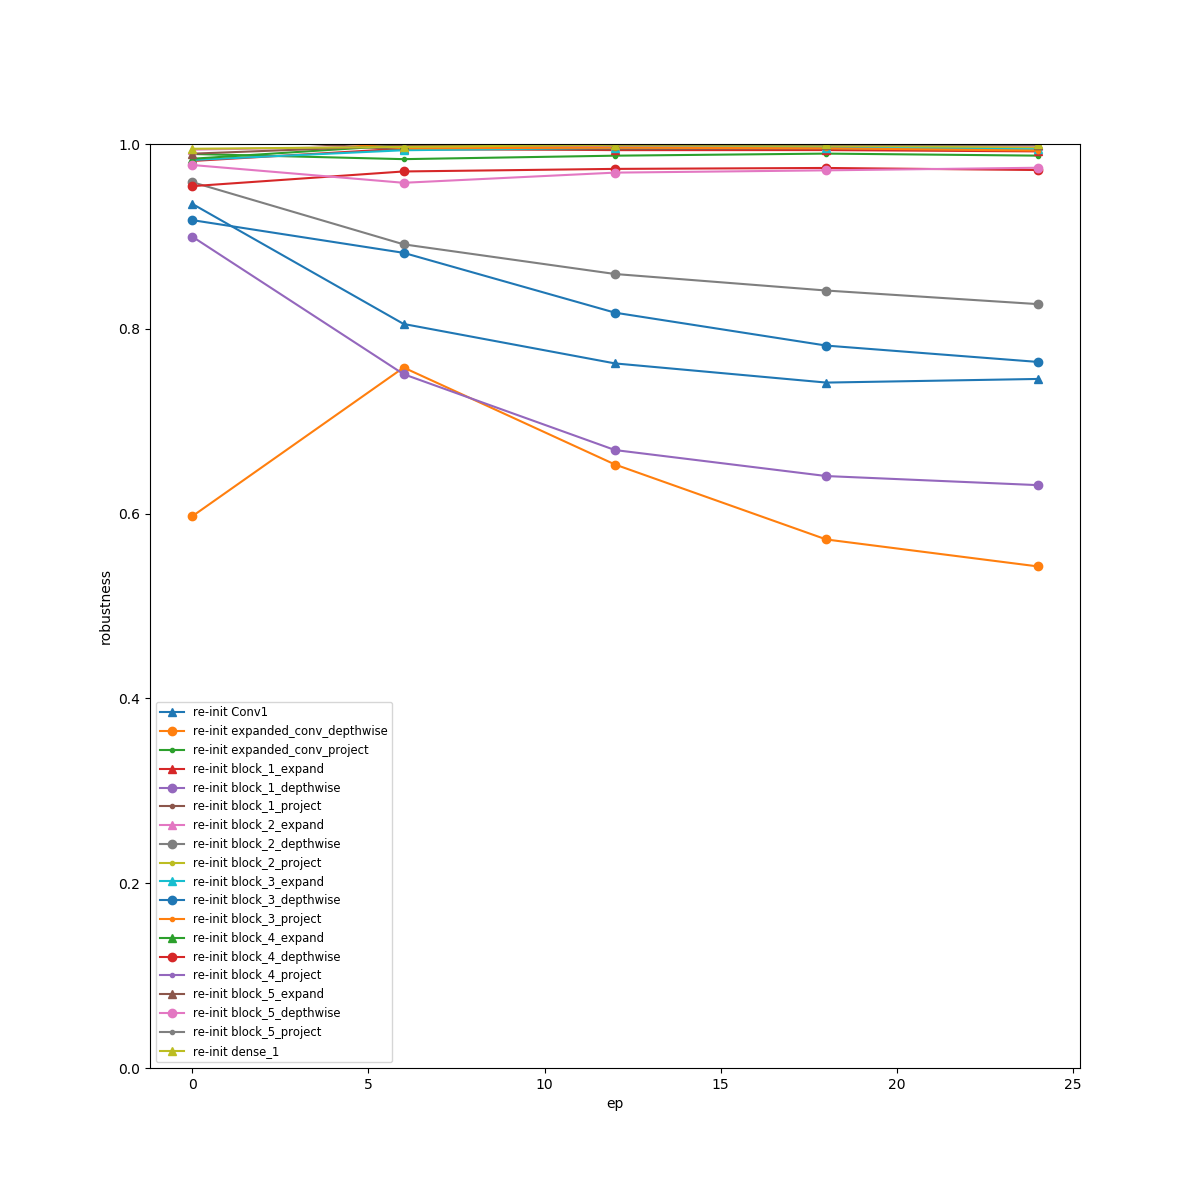 1.0
0.8
0.6
0.4
0.2
0.0
robustness
re-init Conv1
re-init expanded_conv_depthwise
re-init expanded_conv_project
re-init block_1_expand
re-init block_1_depthwise
re-init block_1_project
re-init block_2_expand
re-init block_2_depthwise
re-init block_2_project
re-init block_3_expand
re-init block_3_depthwise
re-init block_3_project
re-init block_4_expand
re-init block_4_depthwise
re-init block_4_project
re-init block_5_expand
re-init block_5_depthwise
re-init block_5_project
re-init dense_1
0 5 10 15 20 25
ep